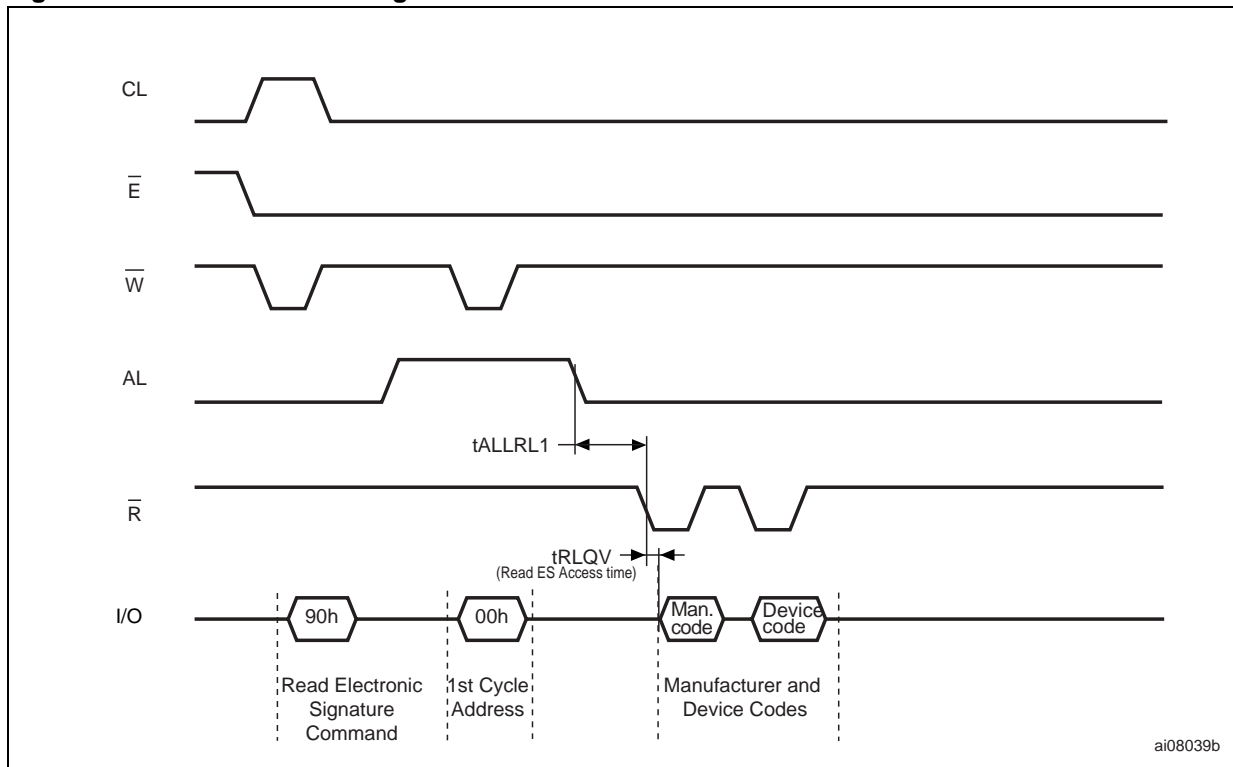 CL
E
W
AL
tALLRL1
R
tRLQV
(Read ES Access time)
I/O
90h
00h
Man.
code
Device
code
Read Electronic
Signature
Command
1st Cycle
Address
Manufacturer and
Device Codes
ai08039b